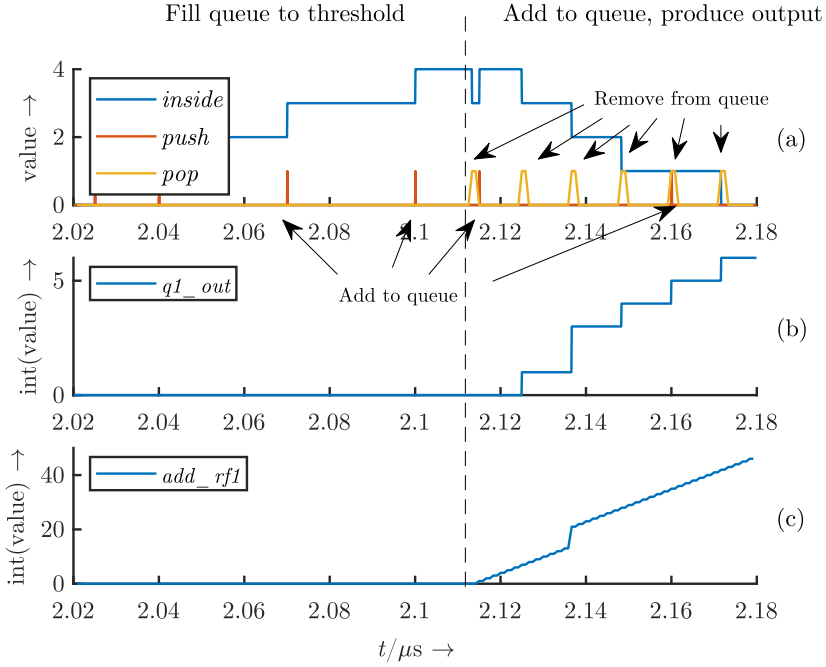 Fill queue to threshold
Add to queue, produce output
value →
4
2
0
inside
push
pop
Remove from queue
(a)
2.02 2.04 2.06 2.08 2.1 2.12 2.14 2.16 2.18
Add to queue
int(value) →
5
0
q1_out
(b)
2.02 2.04 2.06 2.08 2.1 2.12 2.14 2.16 2.18
int(value) →
40
20
0
add_rf1
(c)
2.02 2.04 2.06 2.08 2.1 2.12 2.14 2.16 2.18
t/μs →